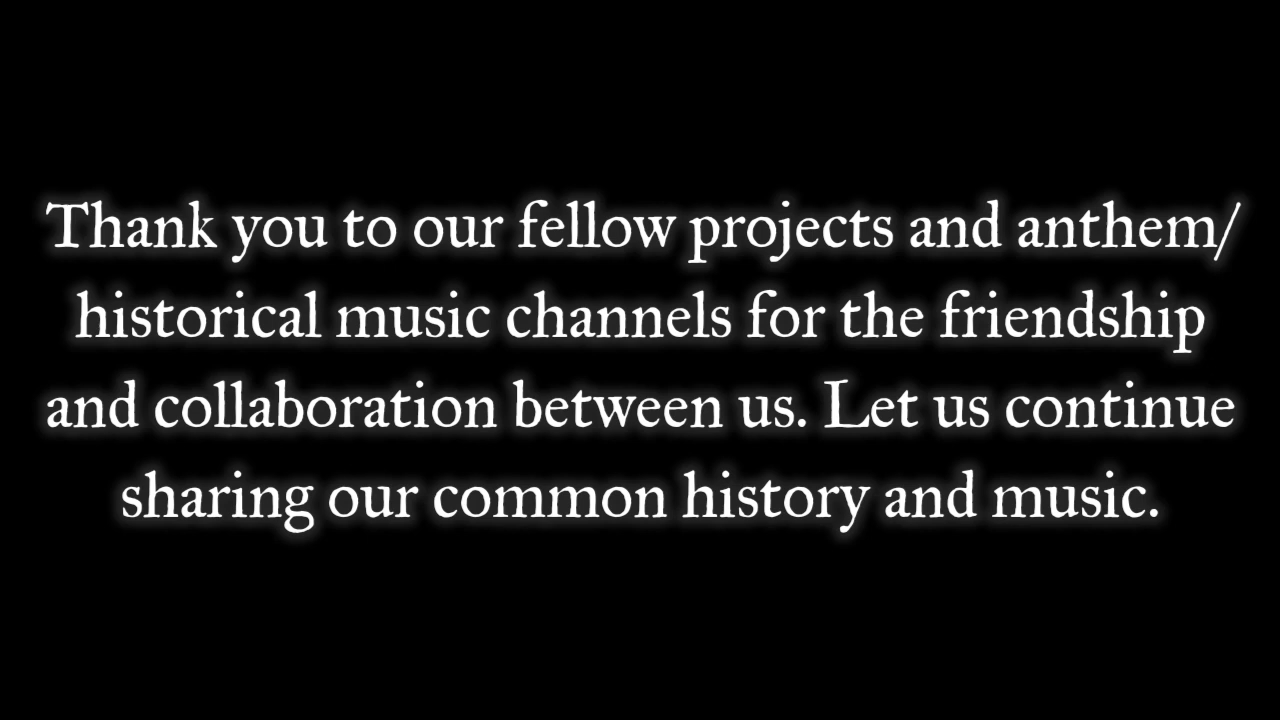 Thank you to our fellow projects and anthem/
historical music channels for the friendship
and collaboration between us. Let us continue
sharing our common history and music.